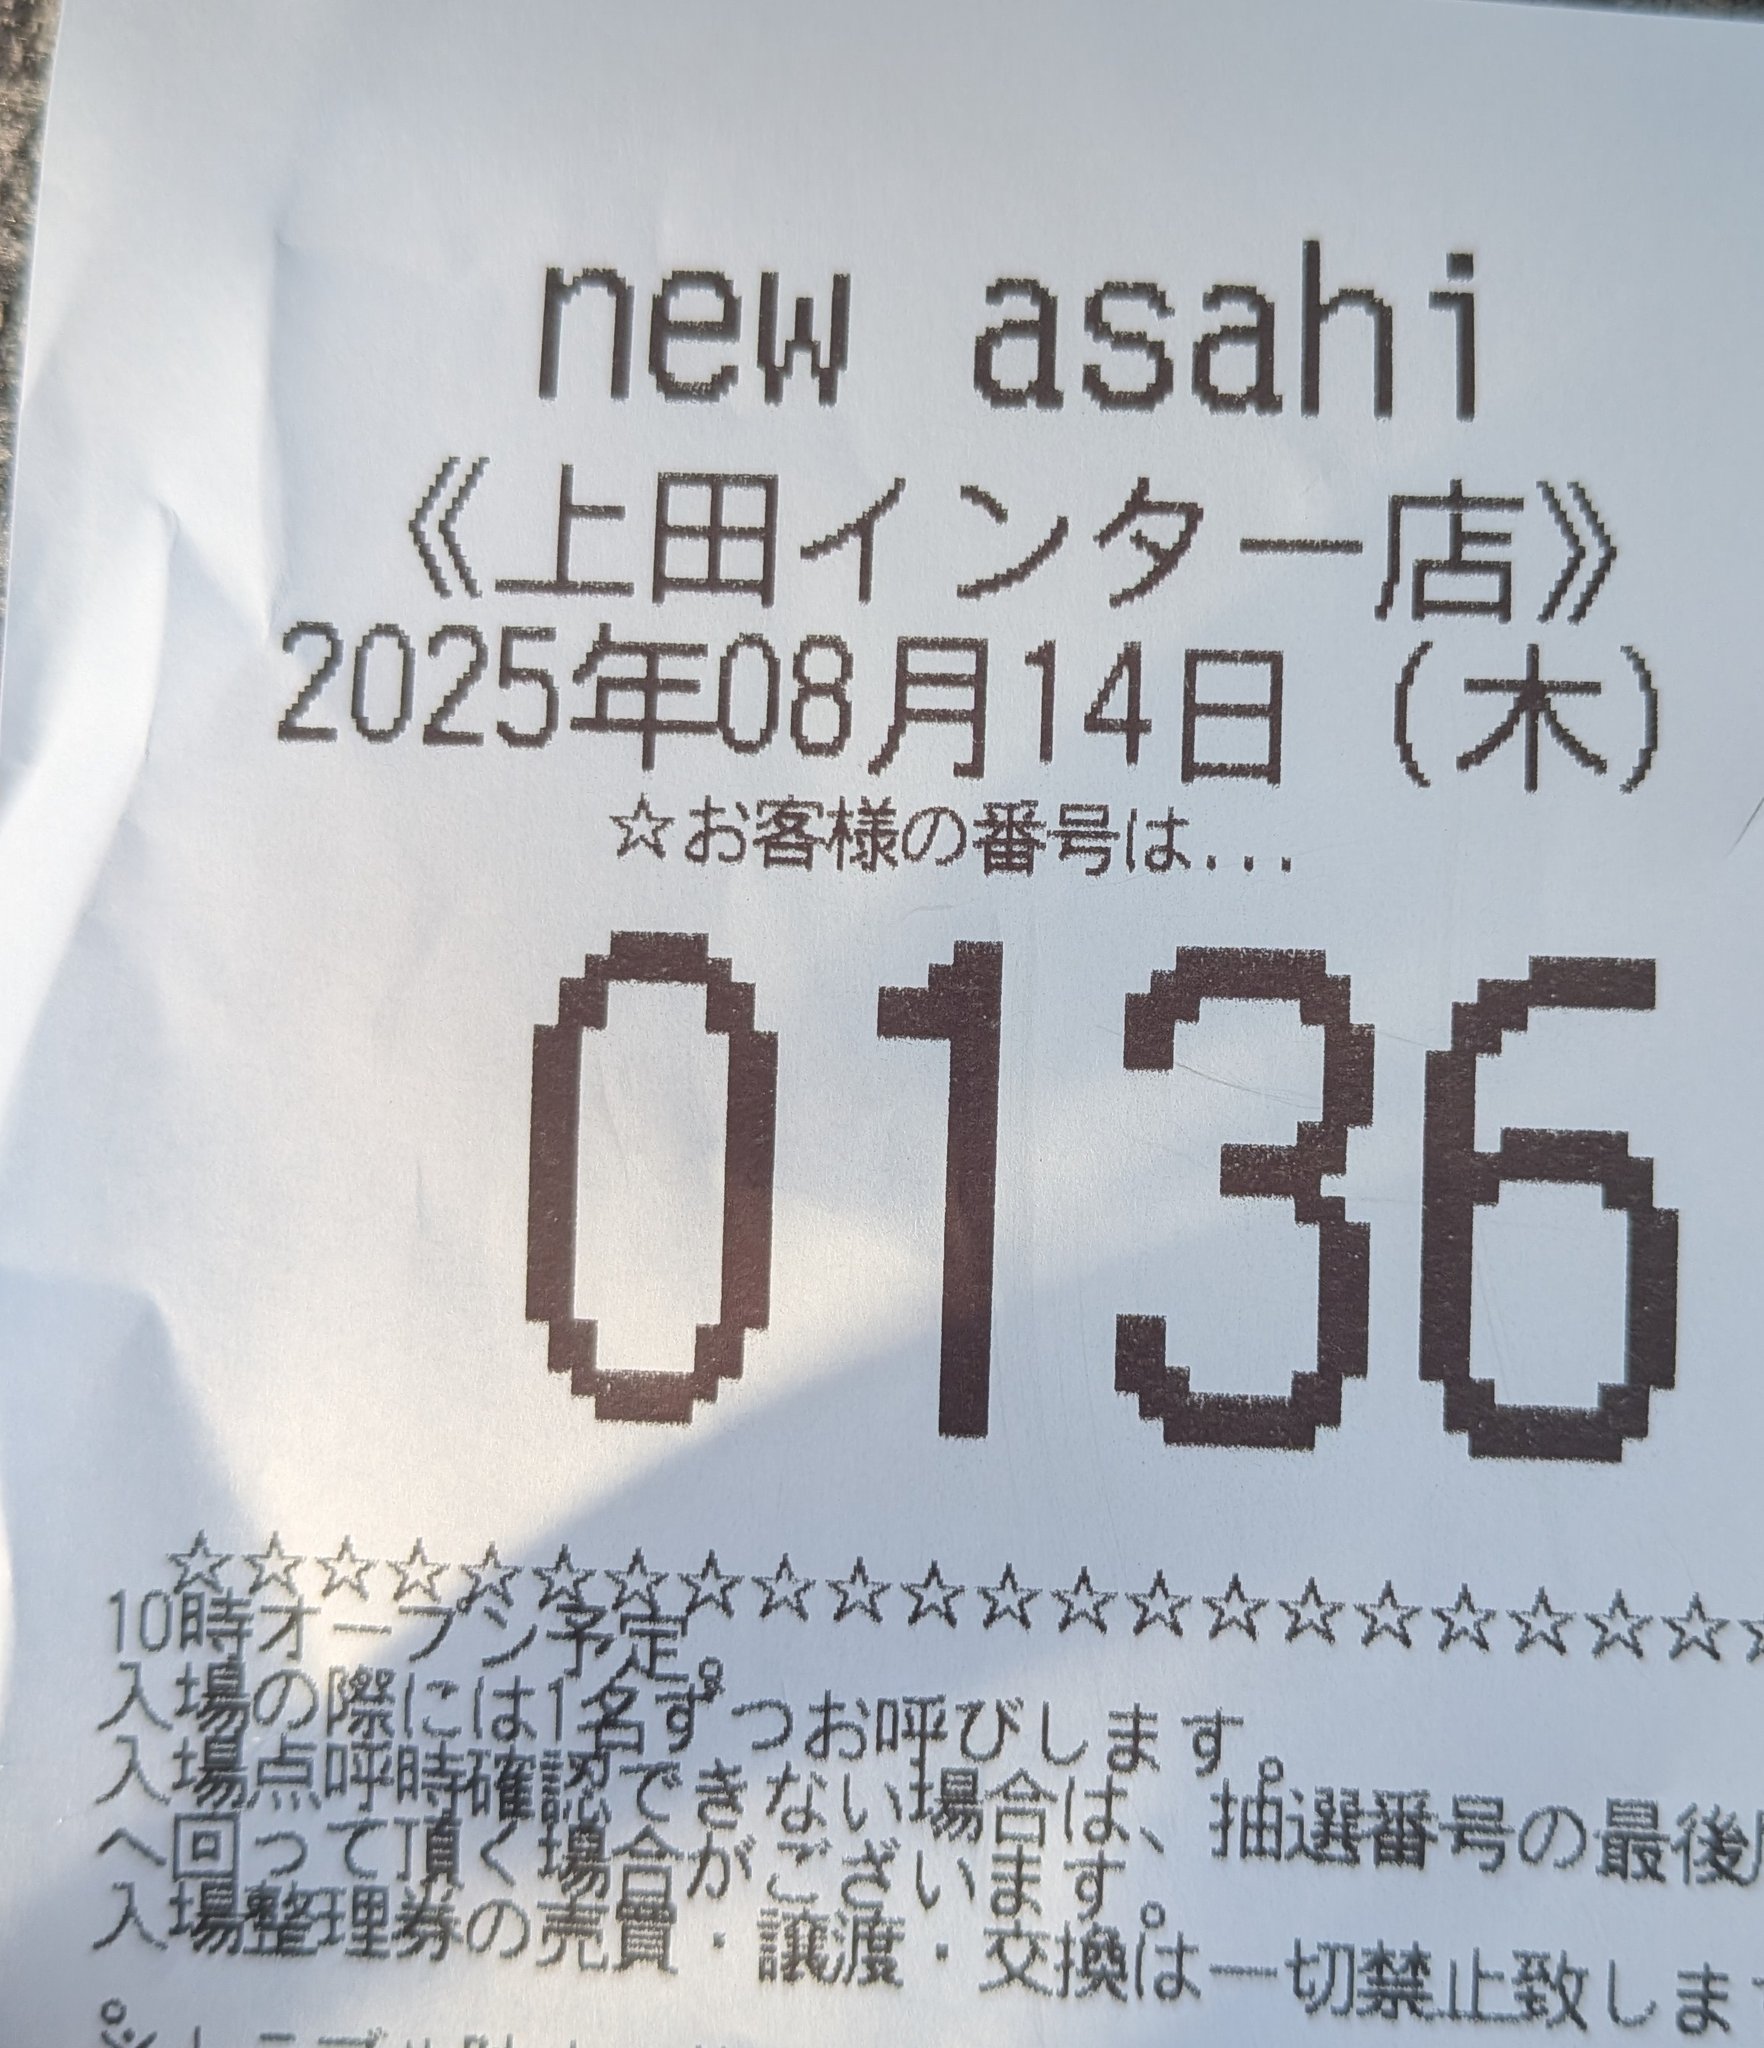 new asahi
《上田インター店》
2025年08月14日（木）
☆お客様の番号は...
0136
☆☆☆☆☆☆☆☆☆☆☆☆☆☆☆☆☆☆☆☆☆
10時オープン予定。
入場の際には1名ずつお呼びします。
入場点呼時確認できない場合は、抽選番号の最後
へ回って頂く場合がございます。
入場整理券の売買・譲渡・交換は一切禁止致しま